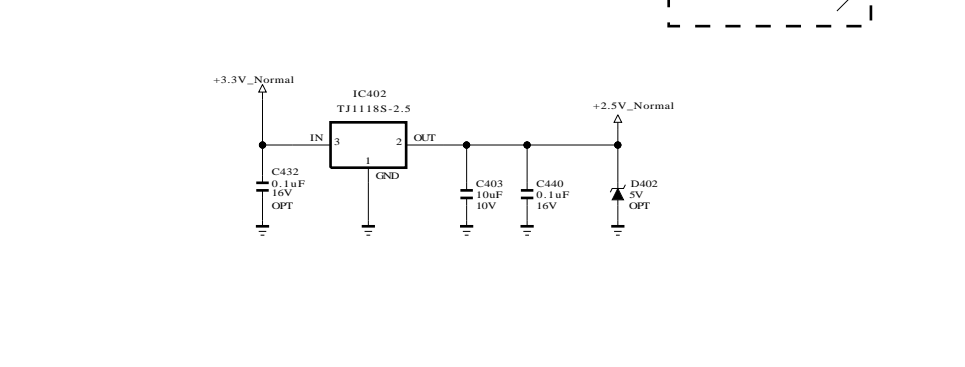 +3.3V_Normal
IC402
TJ1118S-2.5
+2.5V_Normal
IN 3 2 OUT
1
GND
C432
0.1uF
16V
OPT
C403
10uF
10V
C440
0.1uF
16V
D402
5V
OPT